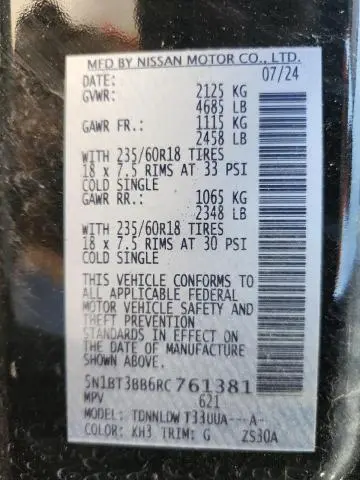 MFD BY NISSAN MOTOR CO., LTD.
DATE: 07/24
GVWR: 2125 KG
4685 LB
GAWR FR.: 1115 KG
2458 LB
WITH 235/60R18 TIRES
18 x 7.5 RIMS AT 33 PSI
COLD SINGLE
GAWR RR.: 1065 KG
2348 LB
WITH 235/60R18 TIRES
18 x 7.5 RIMS AT 30 PSI
COLD SINGLE
THIS VEHICLE CONFORMS TO
ALL APPLICABLE FEDERAL
MOTOR VEHICLE SAFETY AND
THEFT PREVENTION
STANDARDS IN EFFECT ON
THE DATE OF MANUFACTURE
SHOWN ABOVE.
5N1BT3BB6RC761381
MPV 621
MODEL: TDNNLDW T33UUA---A-
COLOR: KH3 TRIM: G ZS30A